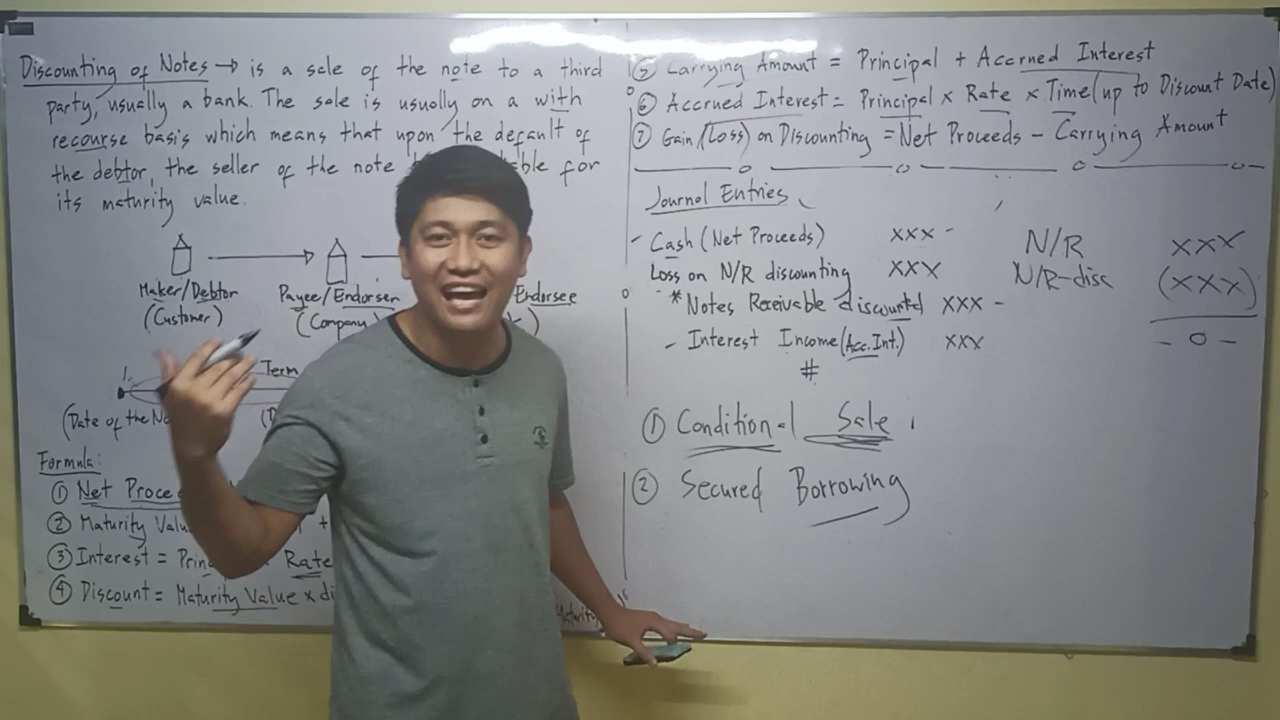 Discounting of Notes → is a sale of the note to a third
party, usually a bank. The sale is usually on a with
recourse basis which means that upon the default of
the debtor, the seller of the note for
its maturity value.
Maker/Debtor
(Customer)
Payee/Endorser
(Company
Endorsee
)
Term
(Date of the No
Formula:
① Net Procee
② Maturity Valu +
③ Interest = Prin Rate
④ Discount = Maturity Value x di
Maturity
⑤ Carrying Amount = Principal + Accrued Interest
⑥ Accrued Interest = Principal x Rate x Time (up to Discount Date)
⑦ Gain/(Loss) on Discounting = Net Proceeds - Carrying Amount
Journal Entries
- Cash (Net Proceeds) XXX -
Loss on N/R discounting XXX
* Notes Receivable discounted XXX -
- Interest Income (Acc. Int.) XXX
#
N/R XXX
N/R-disc (XXX)
- 0 -
① Conditional Sale
② Secured Borrowing